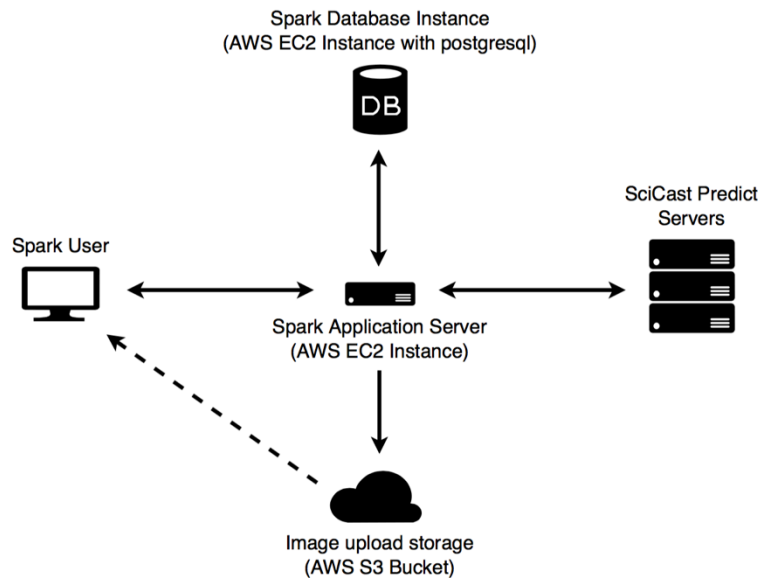 Spark Database Instance
(AWS EC2 Instance with postgresql)
DB
SciCast Predict
Servers
Spark User
Spark Application Server
(AWS EC2 Instance)
Image upload storage
(AWS S3 Bucket)